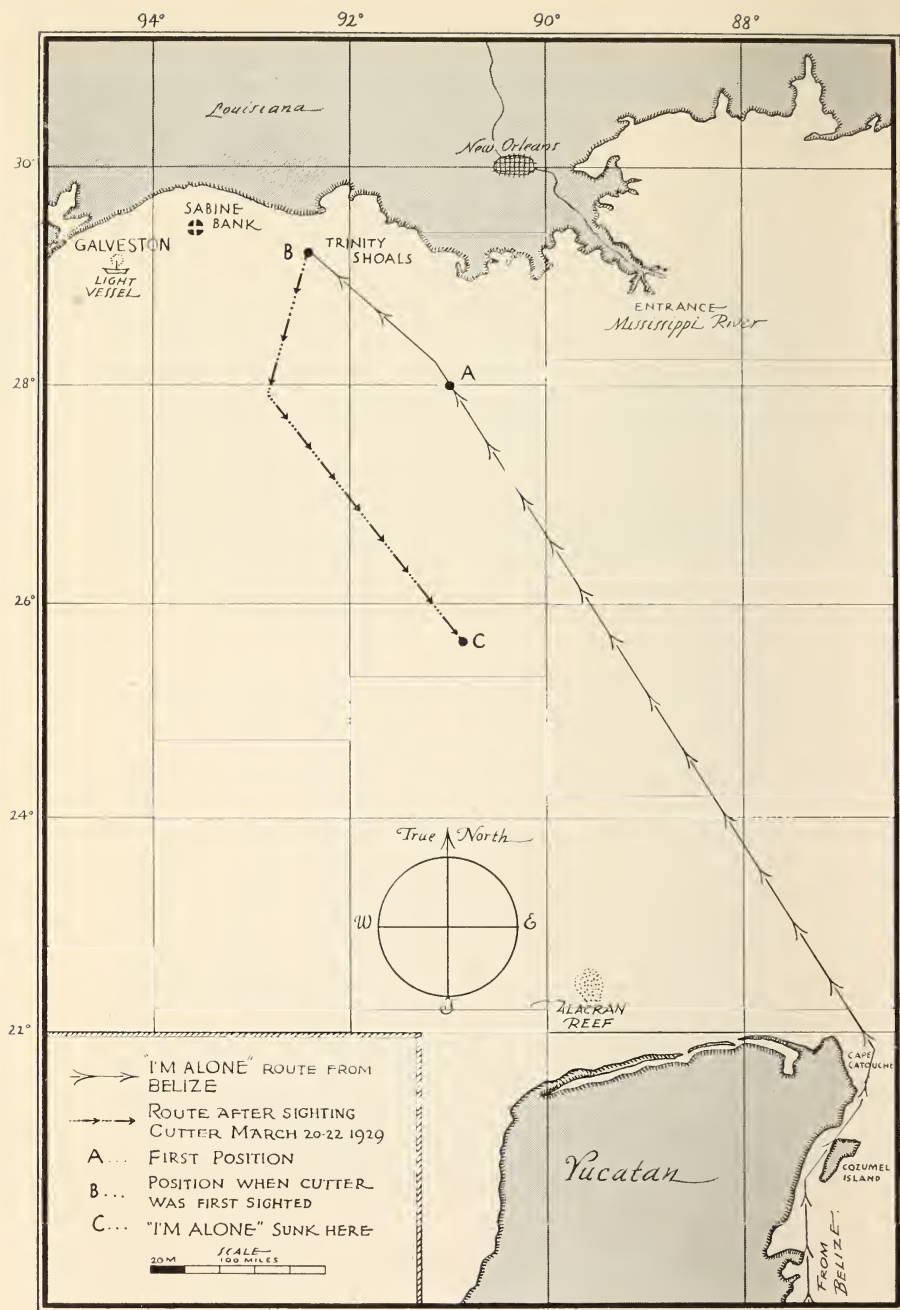 94°
92°
90°
88°
Louisiana
New Orleans
30°
SABINE
BANK
GALVESTON
LIGHT
VESSEL
B
TRINITY
SHOALS
ENTRANCE
Mississippi River
28°
A
26°
C
24°
True North
W
E
S
ALACRAN
REEF
21°
CAPE
CATOUCHE
"I'M ALONE" ROUTE FROM
BELIZE
ROUTE AFTER SIGHTING
CUTTER MARCH 20-22 1929
A... FIRST POSITION
B... POSITION WHEN CUTTER
WAS FIRST SIGHTED
C... "I'M ALONE" SUNK HERE
SCALE
20M 100 MILES
Yucatan
COZUMEL
ISLAND
FROM
BELIZE.